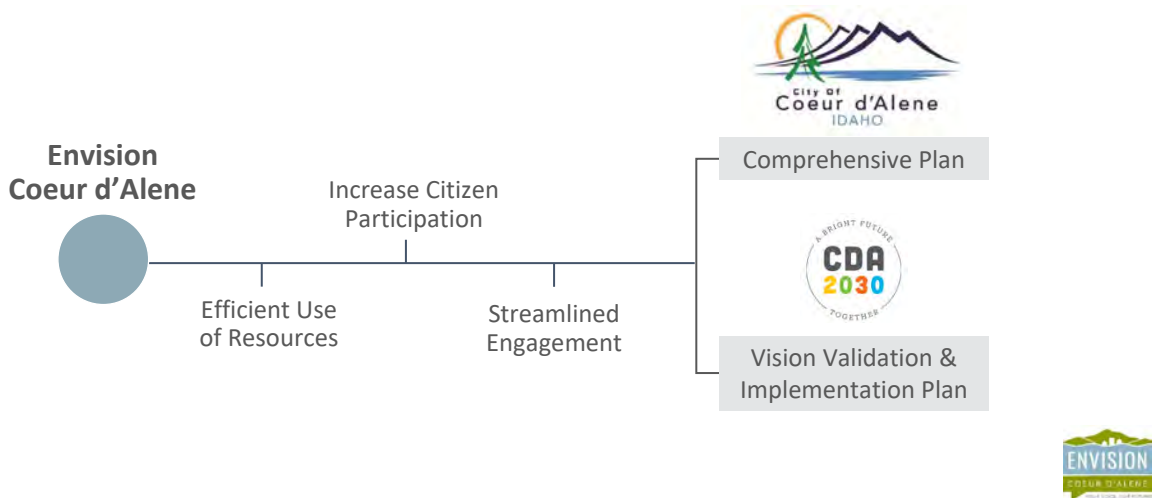 City Of
Coeur d'Alene
IDAHO
Envision
Coeur d’Alene
Increase Citizen
Participation
Comprehensive Plan
A BRIGHT FUTURE
CDA
2030
TOGETHER
Efficient Use
of Resources
Streamlined
Engagement
Vision Validation &
Implementation Plan
ENVISION
COEUR D'ALENE